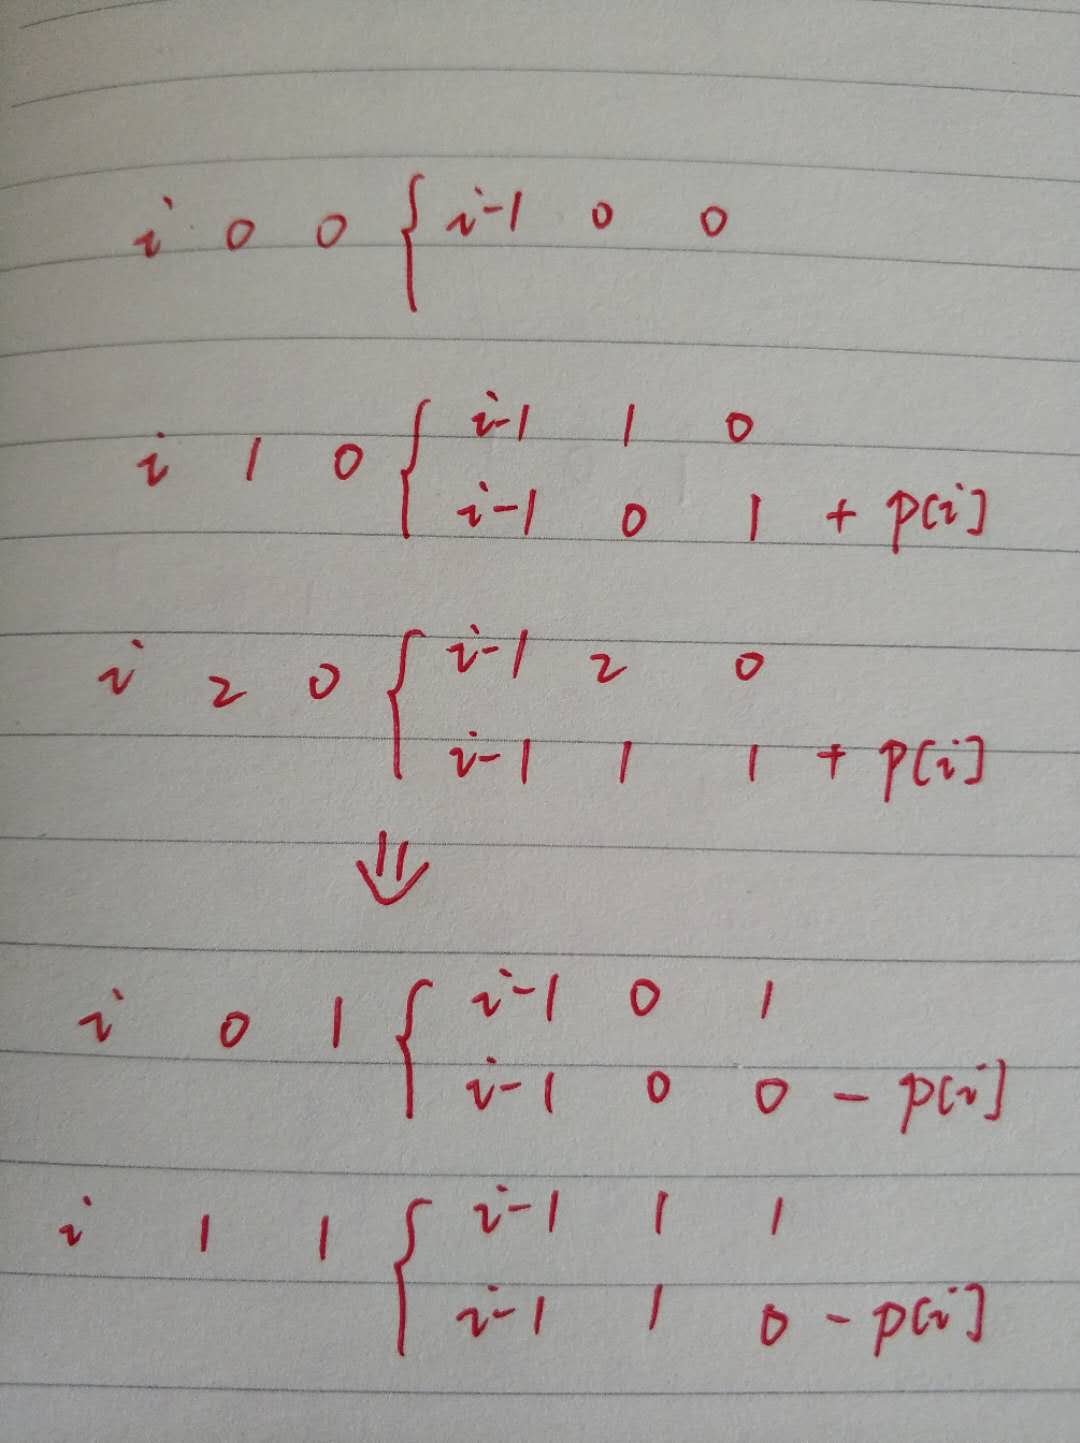 i 0 0 { i-1 0 0
i 1 0 { i-1 1 0
i-1 0 1 + p[i]
i 2 0 { i-1 2 0
i-1 1 1 + p[i]
⇓
i 0 1 { i-1 0 1
i-1 0 0 - p[i]
i 1 1 { i-1 1 1
i-1 1 0 - p[i]